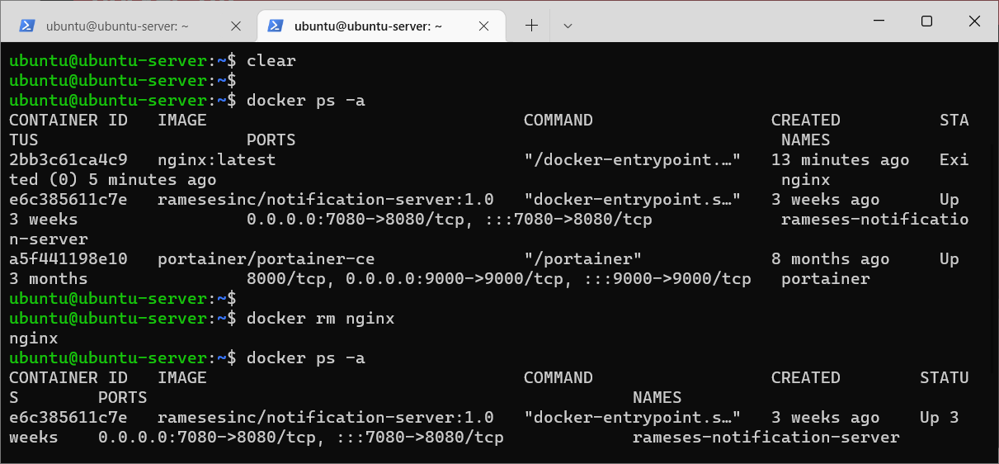 ubuntu@ubuntu-server: ~
ubuntu@ubuntu-server: ~
ubuntu@ubuntu-server:~$ clear
ubuntu@ubuntu-server:~$
ubuntu@ubuntu-server:~$ docker ps -a
CONTAINER ID   IMAGE                                COMMAND                  CREATED          STA
TUS                     PORTS                                                 NAMES
2bb3c61ca4c9   nginx:latest                         "/docker-entrypoint.…"   13 minutes ago   Exi
ted (0) 5 minutes ago                                                         nginx
e6c385611c7e   ramesesinc/notification-server:1.0   "docker-entrypoint.s…"   3 weeks ago      Up
3 weeks                 0.0.0.0:7080->8080/tcp, :::7080->8080/tcp             rameses-notificatio
n-server
a5f441198e10   portainer/portainer-ce               "/portainer"             8 months ago     Up
3 months                8000/tcp, 0.0.0.0:9000->9000/tcp, :::9000->9000/tcp   portainer
ubuntu@ubuntu-server:~$
ubuntu@ubuntu-server:~$ docker rm nginx
nginx
ubuntu@ubuntu-server:~$ docker ps -a
CONTAINER ID   IMAGE                                COMMAND                  CREATED        STATU
S        PORTS                                                 NAMES
e6c385611c7e   ramesesinc/notification-server:1.0   "docker-entrypoint.s…"   3 weeks ago    Up 3
weeks    0.0.0.0:7080->8080/tcp, :::7080->8080/tcp             rameses-notification-server